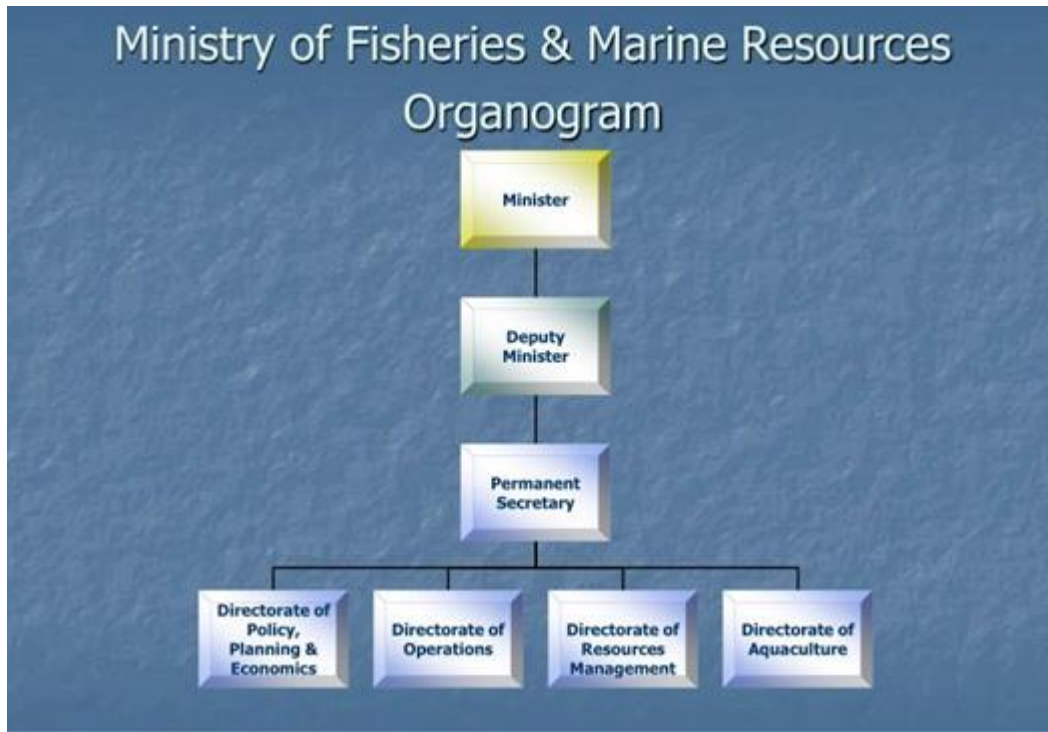 Ministry of Fisheries & Marine Resources
Organogram
Minister
Deputy
Minister
Permanent
Secretary
Directorate of
Policy,
Planning &
Economics
Directorate of
Operations
Directorate of
Resources
Management
Directorate of
Aquaculture